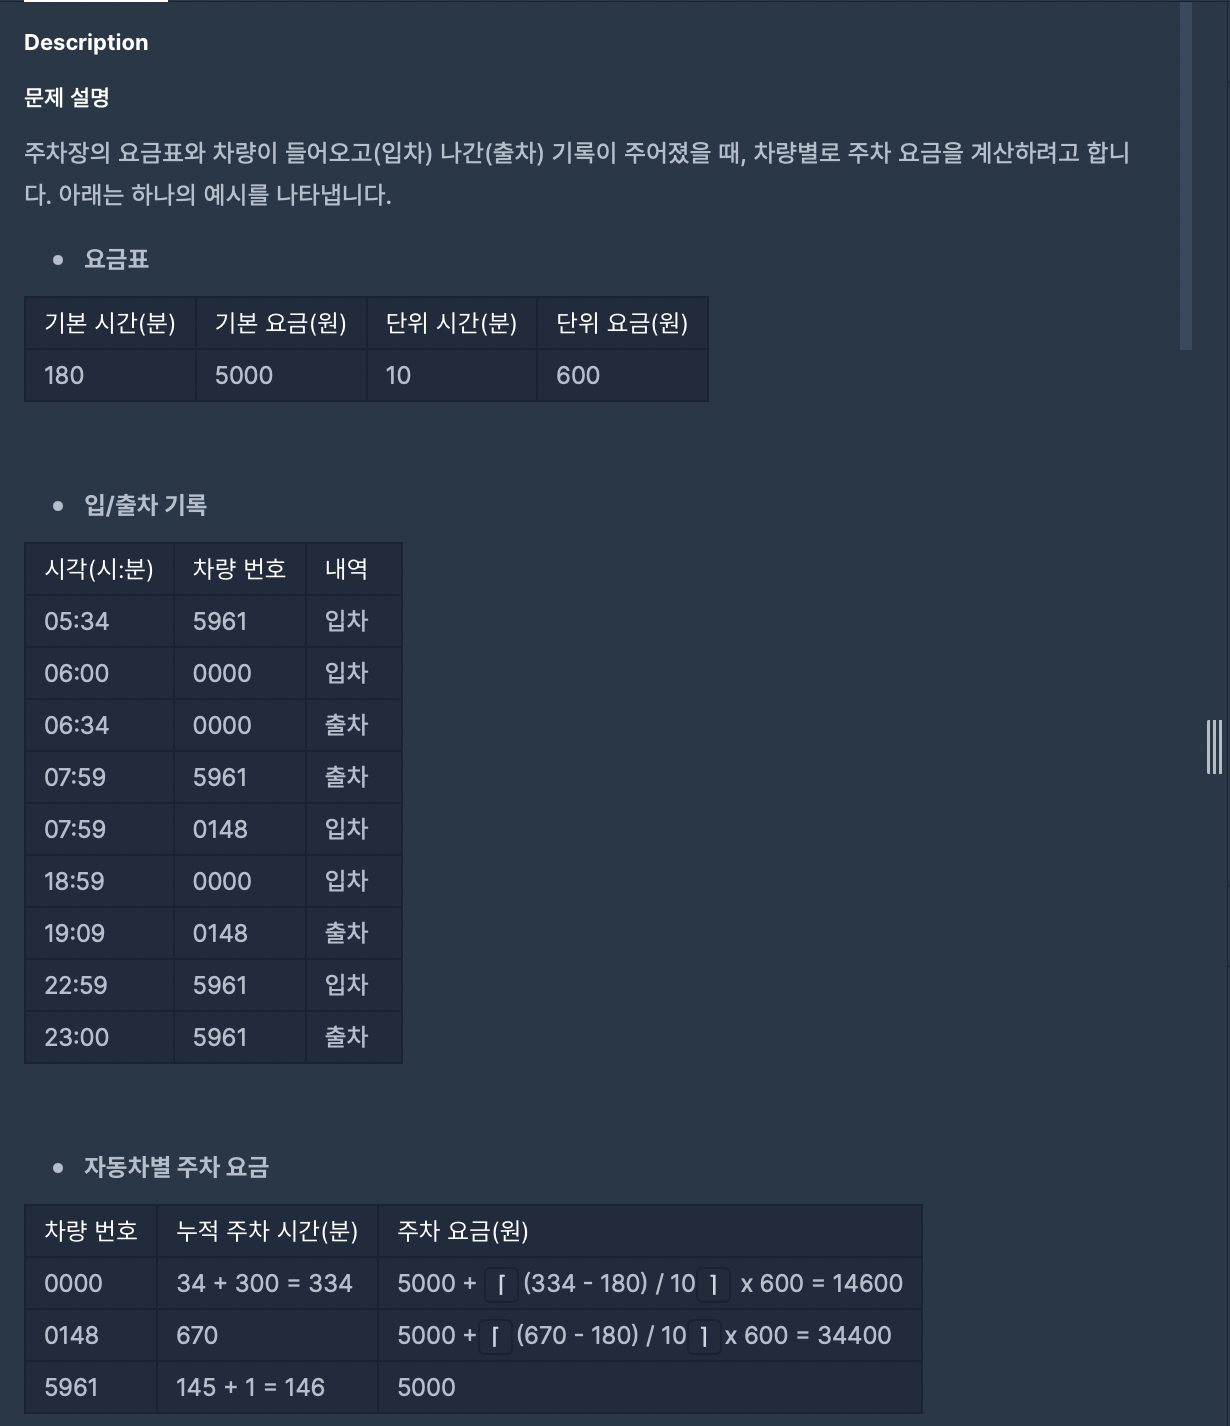 Description
문제 설명
주차장의 요금표와 차량이 들어오고(입차) 나간(출차) 기록이 주어졌을 때, 차량별로 주차 요금을 계산하려고 합니
다. 아래는 하나의 예시를 나타냅니다.
• 요금표
기본 시간(분) 기본 요금(원) 단위 시간(분) 단위 요금(원)
180 5000 10 600
• 입/출차 기록
시각(시:분) 차량 번호 내역
05:34 5961 입차
06:00 0000 입차
06:34 0000 출차
07:59 5961 출차
07:59 0148 입차
18:59 0000 입차
19:09 0148 출차
22:59 5961 입차
23:00 5961 출차
• 자동차별 주차 요금
차량 번호 누적 주차 시간(분) 주차 요금(원)
0000 34 + 300 = 334 5000 + ⌈ (334 - 180) / 10 ⌉ x 600 = 14600
0148 670 5000 + ⌈ (670 - 180) / 10 ⌉ x 600 = 34400
5961 145 + 1 = 146 5000